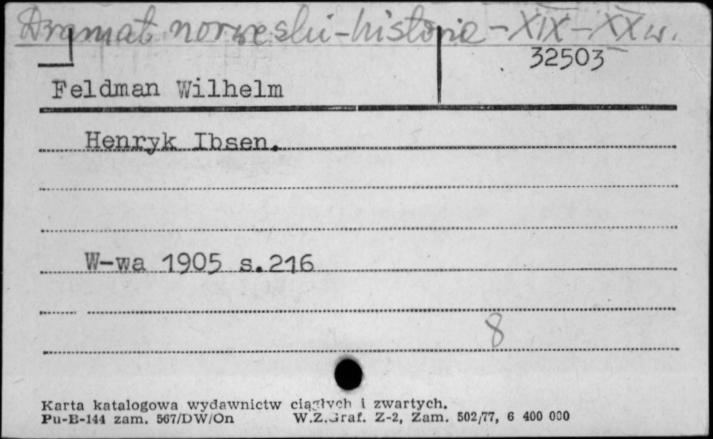 Dramat norweski-historia-XIX-XX w.
32503
Feldman Wilhelm
Henryk Ibsen.
W-wa 1905 s.216
8
Karta katalogowa wydawnictw ciągłych i zwartych.
Pu-B-144 zam. 567/DW/On W.Z.Graf. Z-2, Zam. 502/77, 6 400 000